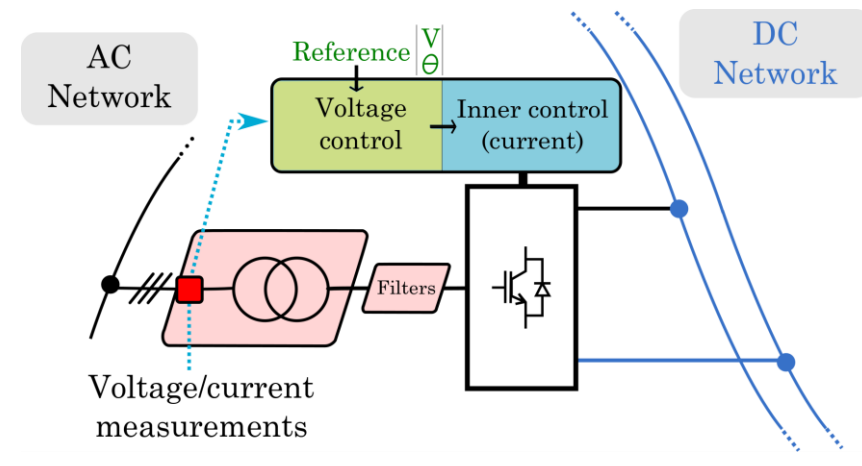 AC
Network
Reference
V
θ
DC
Network
Voltage
control
Inner control
(current)
Filters
Voltage/current
measurements